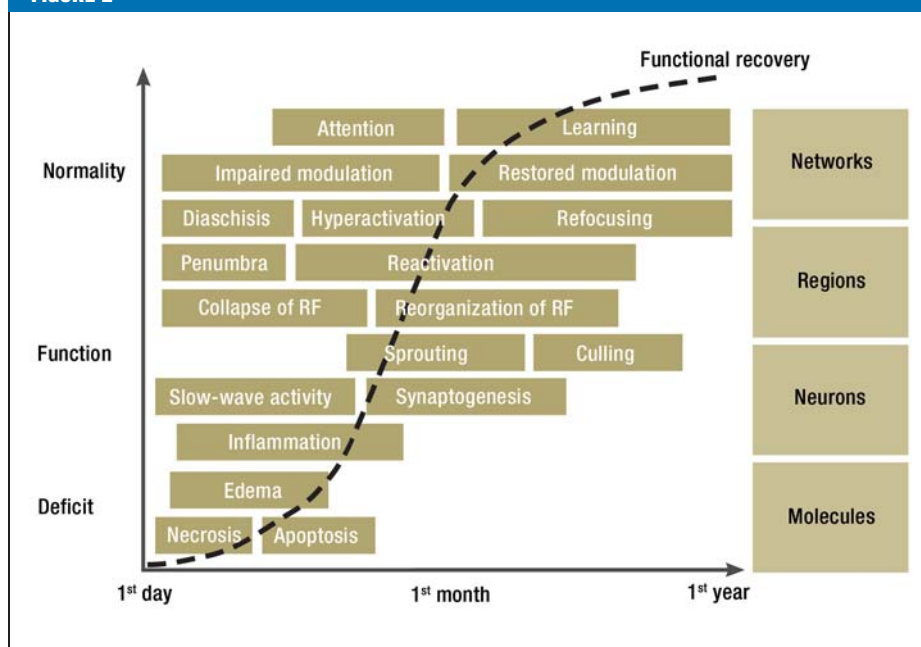 Functional recovery
Attention
Learning
Normality
Impaired modulation
Restored modulation
Networks
Diaschisis
Hyperactivation
Refocusing
Penumbra
Reactivation
Regions
Collapse of RF
Reorganization of RF
Function
Sprouting
Culling
Slow-wave activity
Synaptogenesis
Neurons
Inflammation
Edema
Deficit
Necrosis
Apoptosis
Molecules
1st day
1st month
1st year